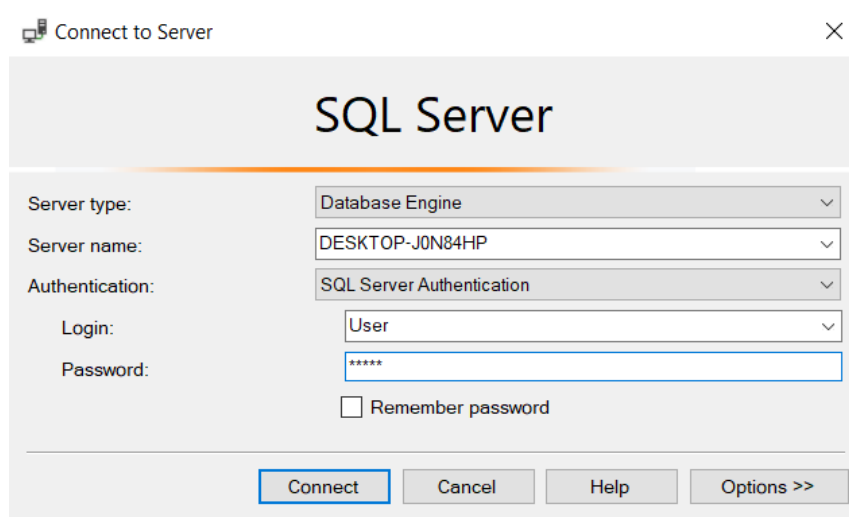 Connect to Server
SQL Server
Server type: Database Engine
Server name: DESKTOP-J0N84HP
Authentication: SQL Server Authentication
Login: User
Password: *****
Remember password
Connect Cancel Help Options >>